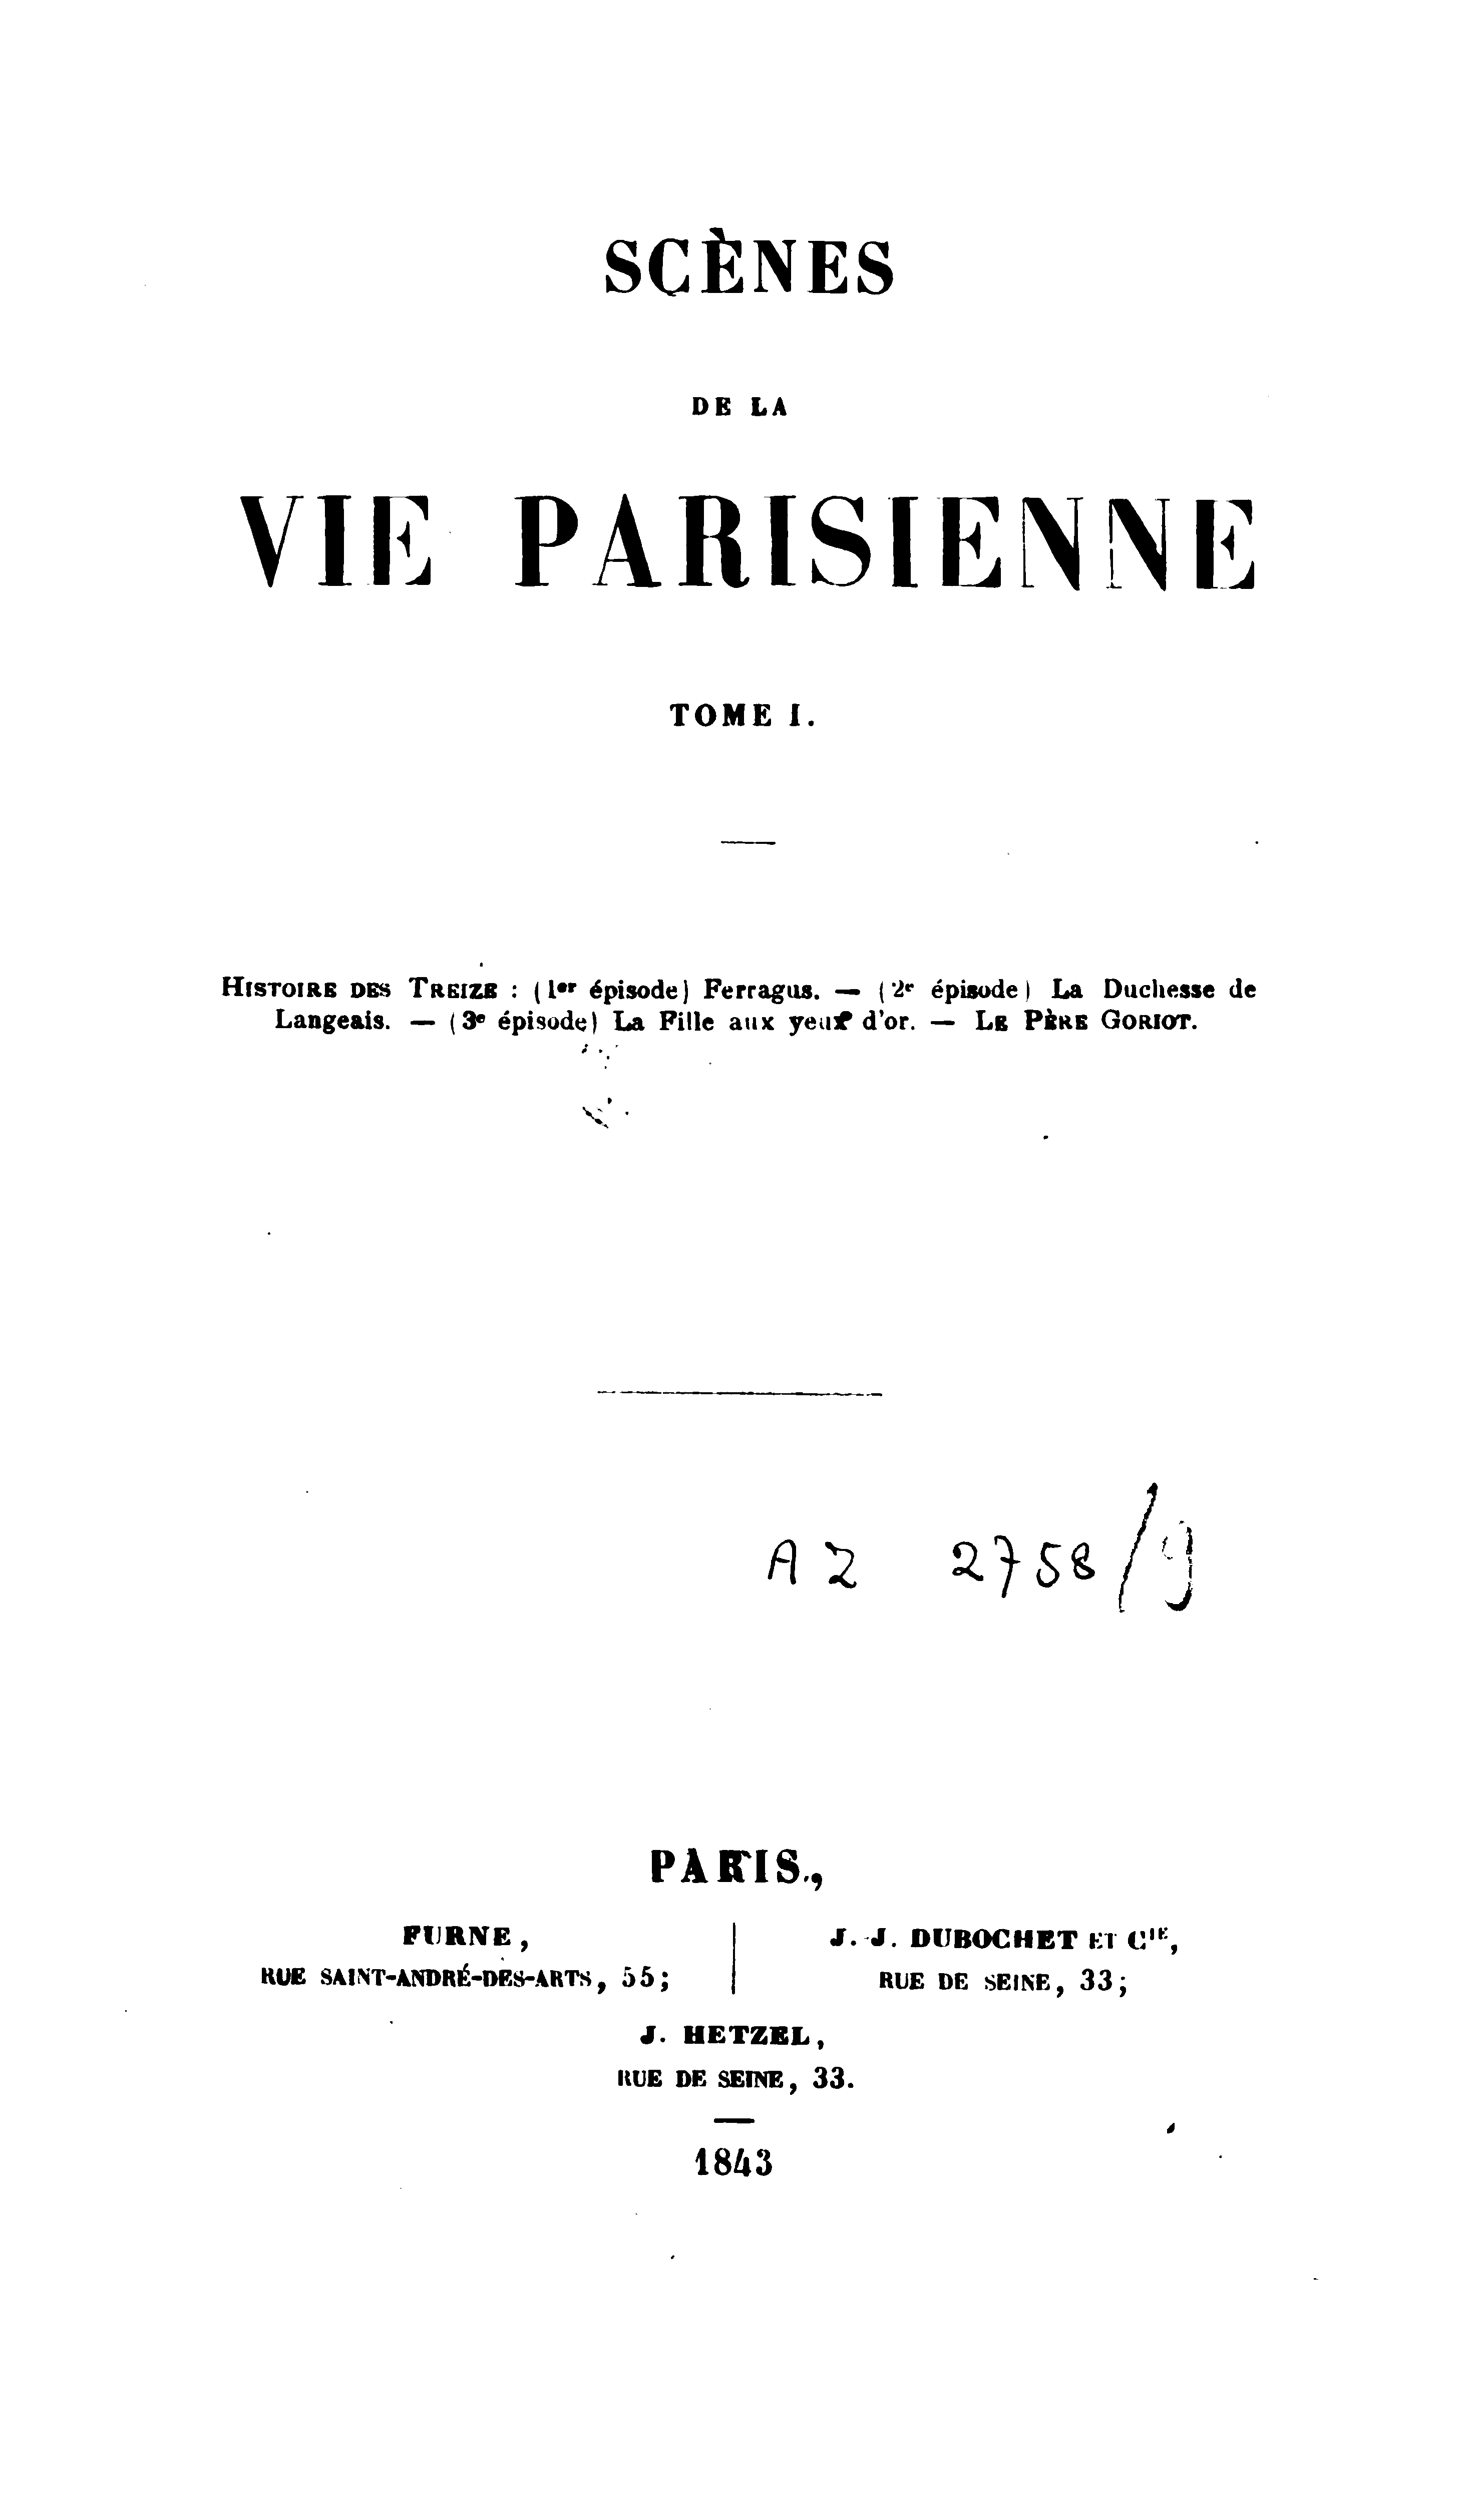 SCÈNES
DE LA
VIE PARISIENNE
TOME I.
HISTOIRE DES TREIZE : (1er épisode) Ferragus. — (2e épisode) La Duchesse de
Langeais. — (3e épisode) La Fille aux yeux d'or. — LE PÈRE GORIOT.
AZ 2758/9
PARIS,
FURNE,
RUE SAINT-ANDRÉ-DES-ARTS, 55;
J.-J. DUBOCHET ET CIE,
RUE DE SEINE, 33;
J. HETZEL,
RUE DE SEINE, 33.
1843